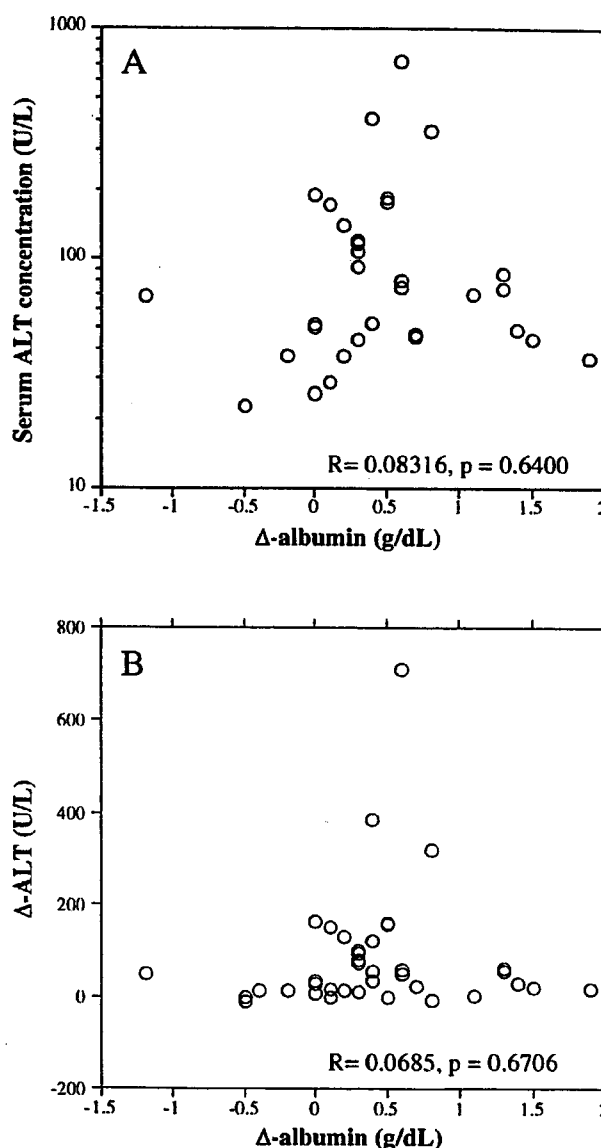 A
Serum ALT concentration (U/L)
1000
100
10
R= 0.08316, p = 0.6400
-1.5 -1 -0.5 0 0.5 1 1.5 2
Δ-albumin (g/dL)
B
Δ-ALT (U/L)
800
600
400
200
0
-200
R= 0.0685, p = 0.6706
-1.5 -1 -0.5 0 0.5 1 1.5 2
Δ-albumin (g/dL)